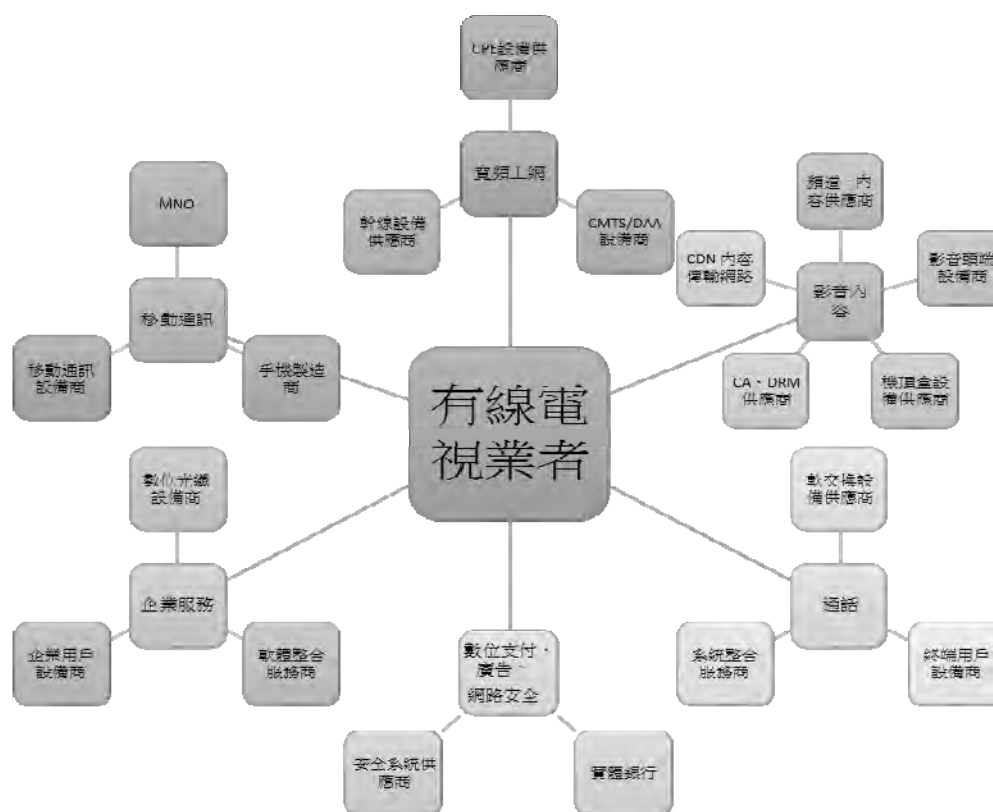 CPE設備供
應商
寬頻上網
幹線設備
供應商
CMTS/DAA
設備商
MNO
移動通訊
移動通訊
設備商
手機製造
商
頻道、內
容供應商
CDN 內容
傳輸網路
影音內
容
影音頭端
設備商
CA、DRM
供應商
機頂盒設
備供應商
有線電
視業者
數位光纖
設備商
企業服務
企業用戶
設備商
軟體整合
服務商
數位支付、
廣告、
網路安全
安全系統供
應商
實體銀行
軟交換設
備供應商
通話
系統整合
服務商
終端用戶
設備商